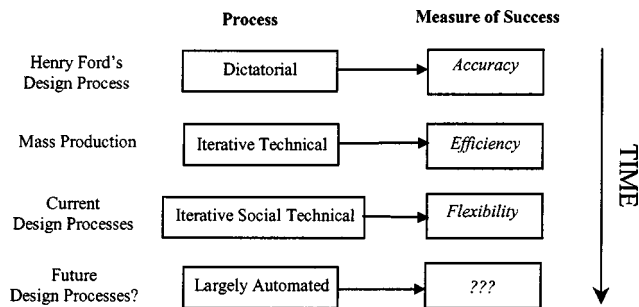 Process
Measure of Success
Henry Ford's
Design Process
Dictatorial
Accuracy
Mass Production
Iterative Technical
Efficiency
Current
Design Processes
Iterative Social Technical
Flexibility
Future
Design Processes?
Largely Automated
???
TIME